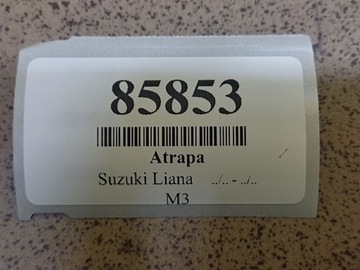 85853
Atrapa
Suzuki Liana ../.. - ../..
M3